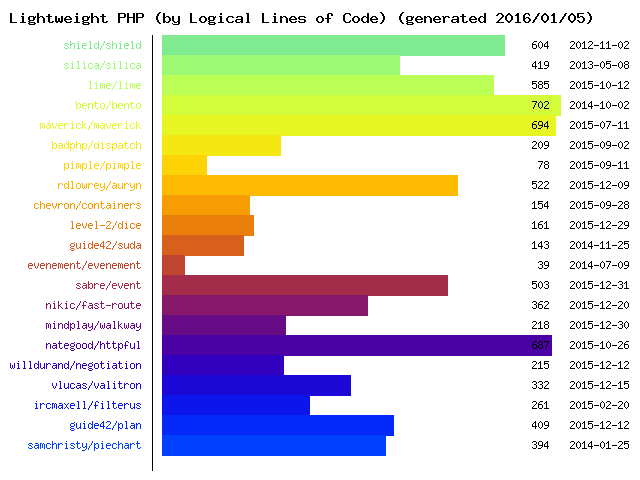 Lightweight PHP (by Logical Lines of Code) (generated 2016/01/05)
shield/shield 604 2012-11-02
silica/silica 419 2013-05-08
lime/lime 585 2015-10-12
bento/bento 702 2014-10-02
maverick/maverick 694 2015-07-11
badphp/dispatch 209 2015-09-02
pimple/pimple 78 2015-09-11
rdlowrey/auryn 522 2015-12-09
chevron/containers 154 2015-09-28
level-2/dice 161 2015-12-29
guide42/suda 143 2014-11-25
evenement/evenement 39 2014-07-09
sabre/event 503 2015-12-31
nikic/fast-route 362 2015-12-20
mindplay/walkway 218 2015-12-30
nategood/httpful 687 2015-10-26
willdurand/negotiation 215 2015-12-12
vlucas/valitron 332 2015-12-15
ircmaxell/filterus 261 2015-02-20
guide42/plan 409 2015-12-12
samchristy/piechart 394 2014-01-25